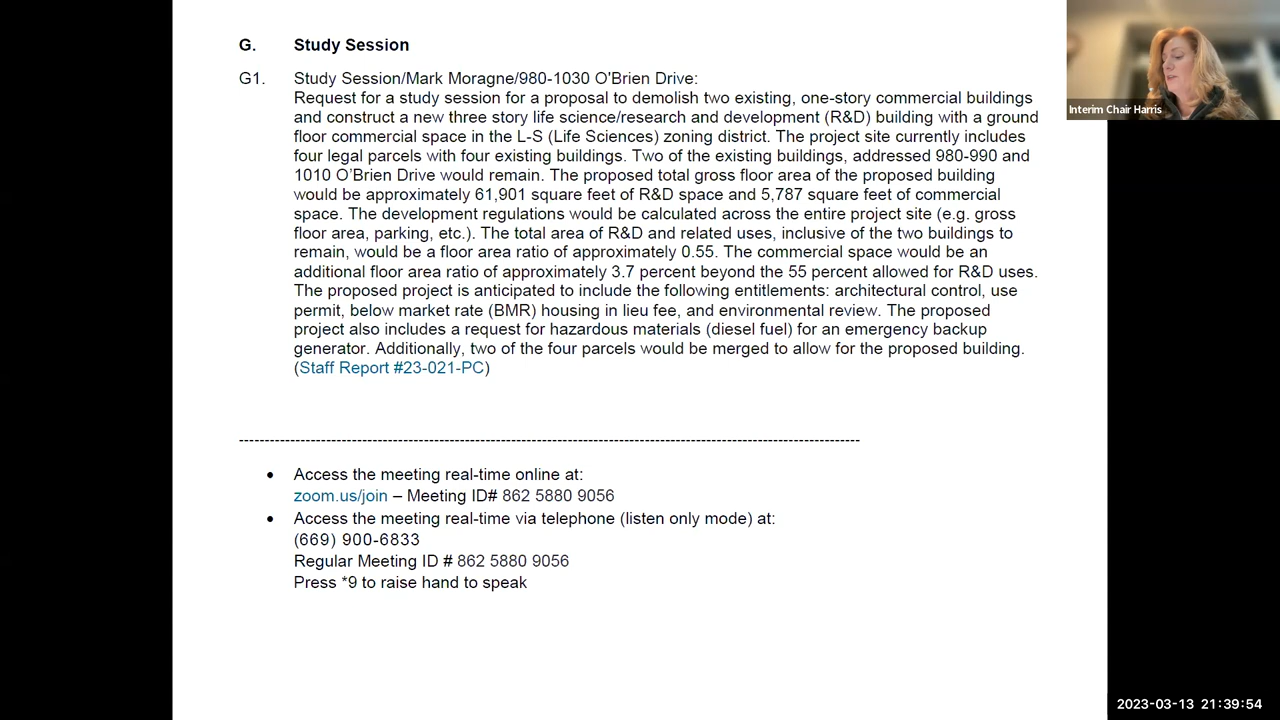 G. Study Session
G1. Study Session/Mark Moragne/980-1030 O'Brien Drive:
Request for a study session for a proposal to demolish two existing, one-story commercial buildings
and construct a new three story life science/research and development (R&D) building with a ground
floor commercial space in the L-S (Life Sciences) zoning district. The project site currently includes
four legal parcels with four existing buildings. Two of the existing buildings, addressed 980-990 and
1010 O'Brien Drive would remain. The proposed total gross floor area of the proposed building
would be approximately 61,901 square feet of R&D space and 5,787 square feet of commercial
space. The development regulations would be calculated across the entire project site (e.g. gross
floor area, parking, etc.). The total area of R&D and related uses, inclusive of the two buildings to
remain, would be a floor area ratio of approximately 0.55. The commercial space would be an
additional floor area ratio of approximately 3.7 percent beyond the 55 percent allowed for R&D uses.
The proposed project is anticipated to include the following entitlements: architectural control, use
permit, below market rate (BMR) housing in lieu fee, and environmental review. The proposed
project also includes a request for hazardous materials (diesel fuel) for an emergency backup
generator. Additionally, two of the four parcels would be merged to allow for the proposed building.
(Staff Report #23-021-PC)
--------------------------------------------------------------------------------------------------------------------------
• Access the meeting real-time online at:
zoom.us/join – Meeting ID# 862 5880 9056
• Access the meeting real-time via telephone (listen only mode) at:
(669) 900-6833
Regular Meeting ID # 862 5880 9056
Press *9 to raise hand to speak
Interim Chair Harris
2023-03-13 21:39:54